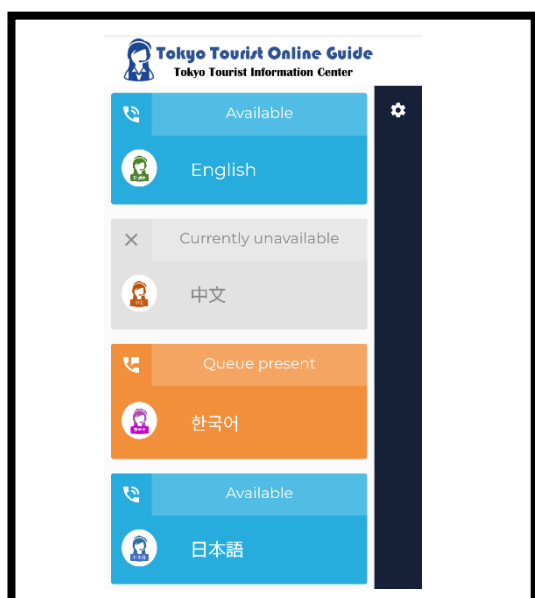 Tokyo Tourist Online Guide
Tokyo Tourist Information Center
Available
English
Currently unavailable
中文
Queue present
한국어
Available
日本語